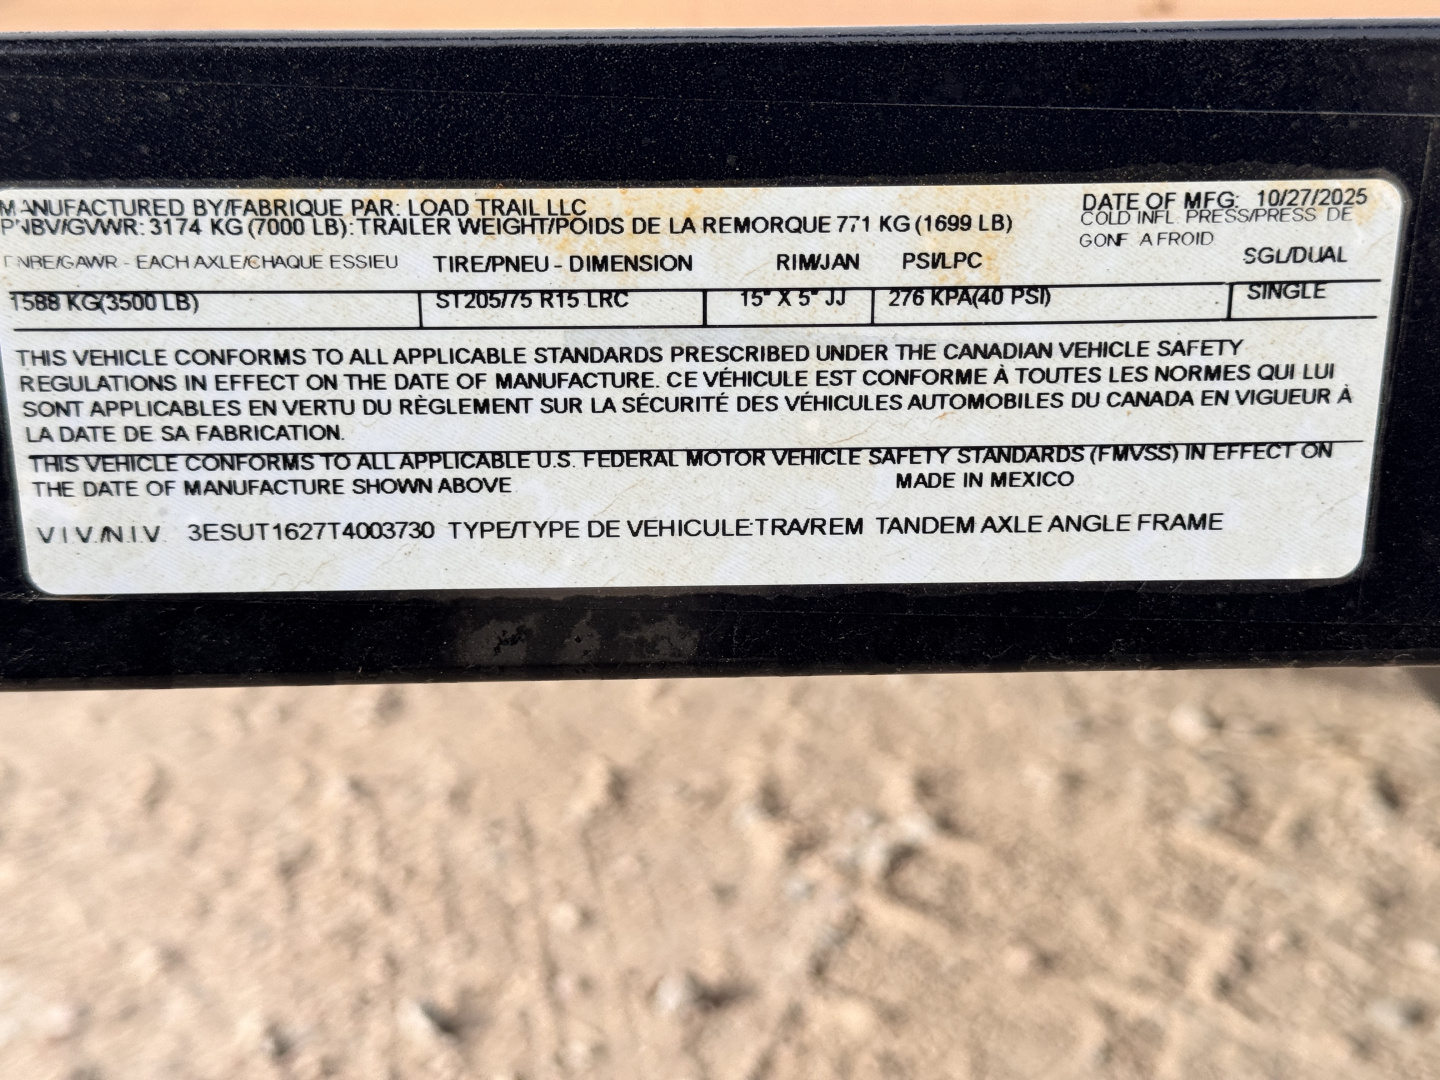 MANUFACTURED BY/FABRIQUE PAR: LOAD TRAIL LLC
DATE OF MFG: 10/27/2025
PNBV/GVWR: 3174 KG (7000 LB): TRAILER WEIGHT/POIDS DE LA REMORQUE 771 KG (1699 LB)
COLD INFL. PRESS/PRESS. DE
GONF. A FROID
PNBE/GAWR - EACH AXLE/CHAQUE ESSIEU TIRE/PNEU - DIMENSION RIM/JAN PSI/LPC SGL/DUAL
1588 KG(3500 LB) ST205/75 R15 LRC 15" X 5" JJ 276 KPA(40 PSI) SINGLE
THIS VEHICLE CONFORMS TO ALL APPLICABLE STANDARDS PRESCRIBED UNDER THE CANADIAN VEHICLE SAFETY
REGULATIONS IN EFFECT ON THE DATE OF MANUFACTURE. CE VÉHICULE EST CONFORME À TOUTES LES NORMES QUI LUI
SONT APPLICABLES EN VERTU DU RÈGLEMENT SUR LA SÉCURITÉ DES VÉHICULES AUTOMOBILES DU CANADA EN VIGUEUR À
LA DATE DE SA FABRICATION.
THIS VEHICLE CONFORMS TO ALL APPLICABLE U.S. FEDERAL MOTOR VEHICLE SAFETY STANDARDS (FMVSS) IN EFFECT ON
THE DATE OF MANUFACTURE SHOWN ABOVE MADE IN MEXICO
V.I.V./N.I.V. 3ESUT1627T4003730 TYPE/TYPE DE VEHICULE:TRA/REM TANDEM AXLE ANGLE FRAME